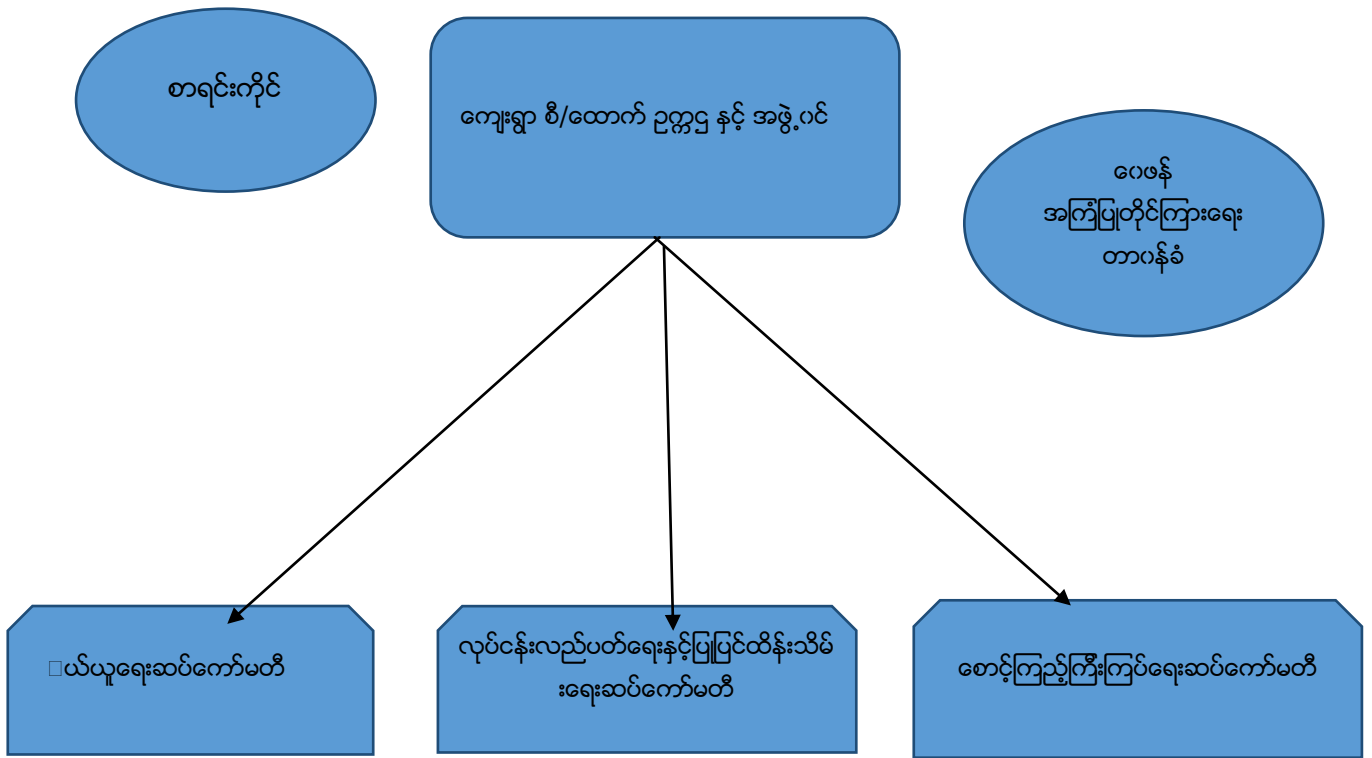 စာရင်းကိုင်
ကျေးရွာ စီ/ထောက် ဥက္ကဌ နှင့် အဖွဲ့ဝင်
ဝေဖန်
အကြံပြုတိုင်ကြားရေး
တာဝန်ခံ
ယ်ယူရေးဆပ်ကော်မတီ
လုပ်ငန်းလည်ပတ်ရေးနှင့်ပြုပြင်ထိန်းသိမ်
းရေးဆပ်ကော်မတီ
စောင့်ကြည့်ကြီးကြပ်ရေးဆပ်ကော်မတီ